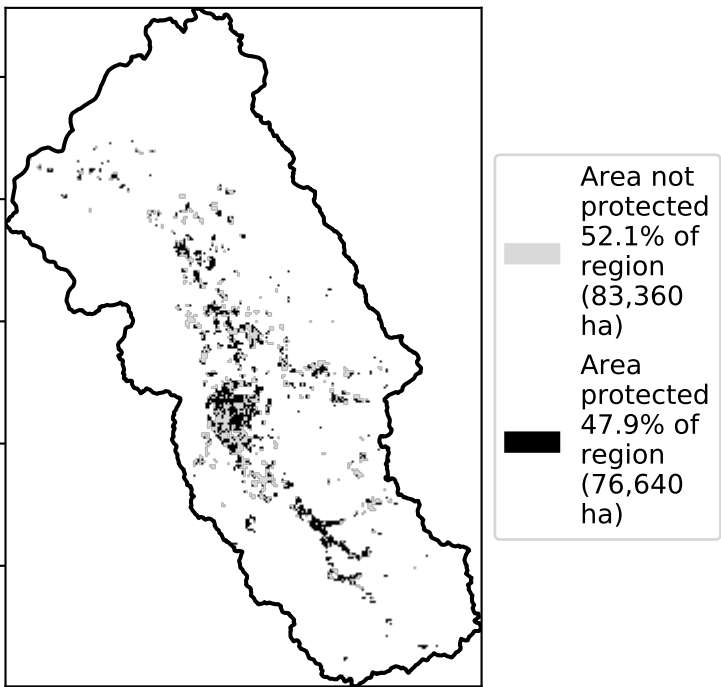 Area not
protected
52.1% of
region
(83,360
ha)
Area
protected
47.9% of
region
(76,640
ha)